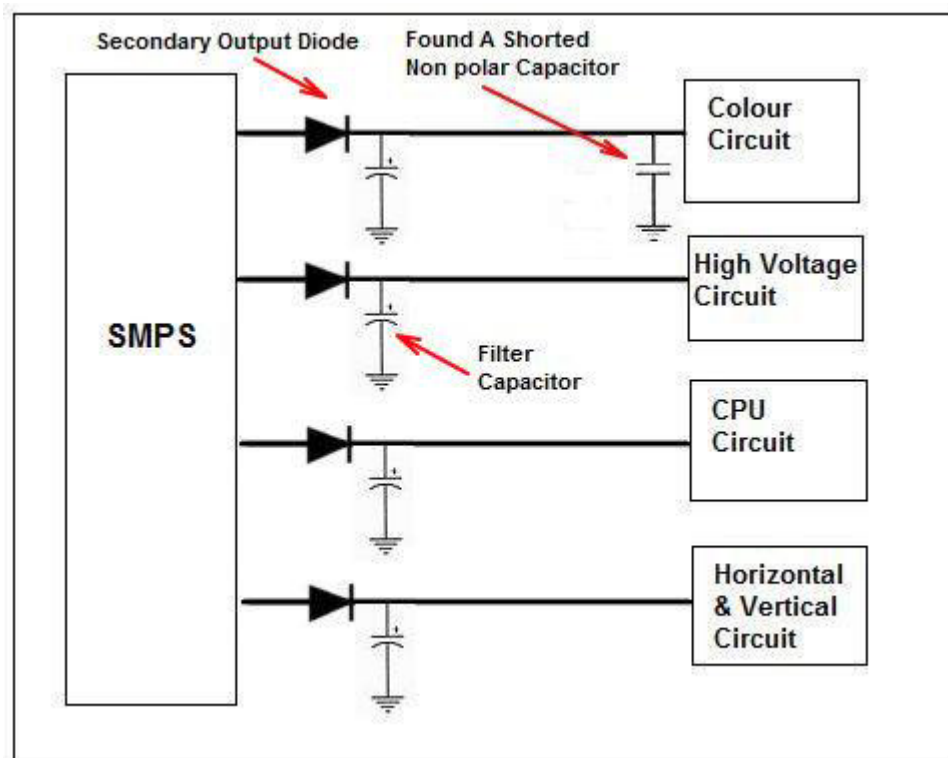 Secondary Output Diode
Found A Shorted
Non polar Capacitor
Colour
Circuit
High Voltage
Circuit
SMPS
Filter
Capacitor
CPU
Circuit
Horizontal
& Vertical
Circuit